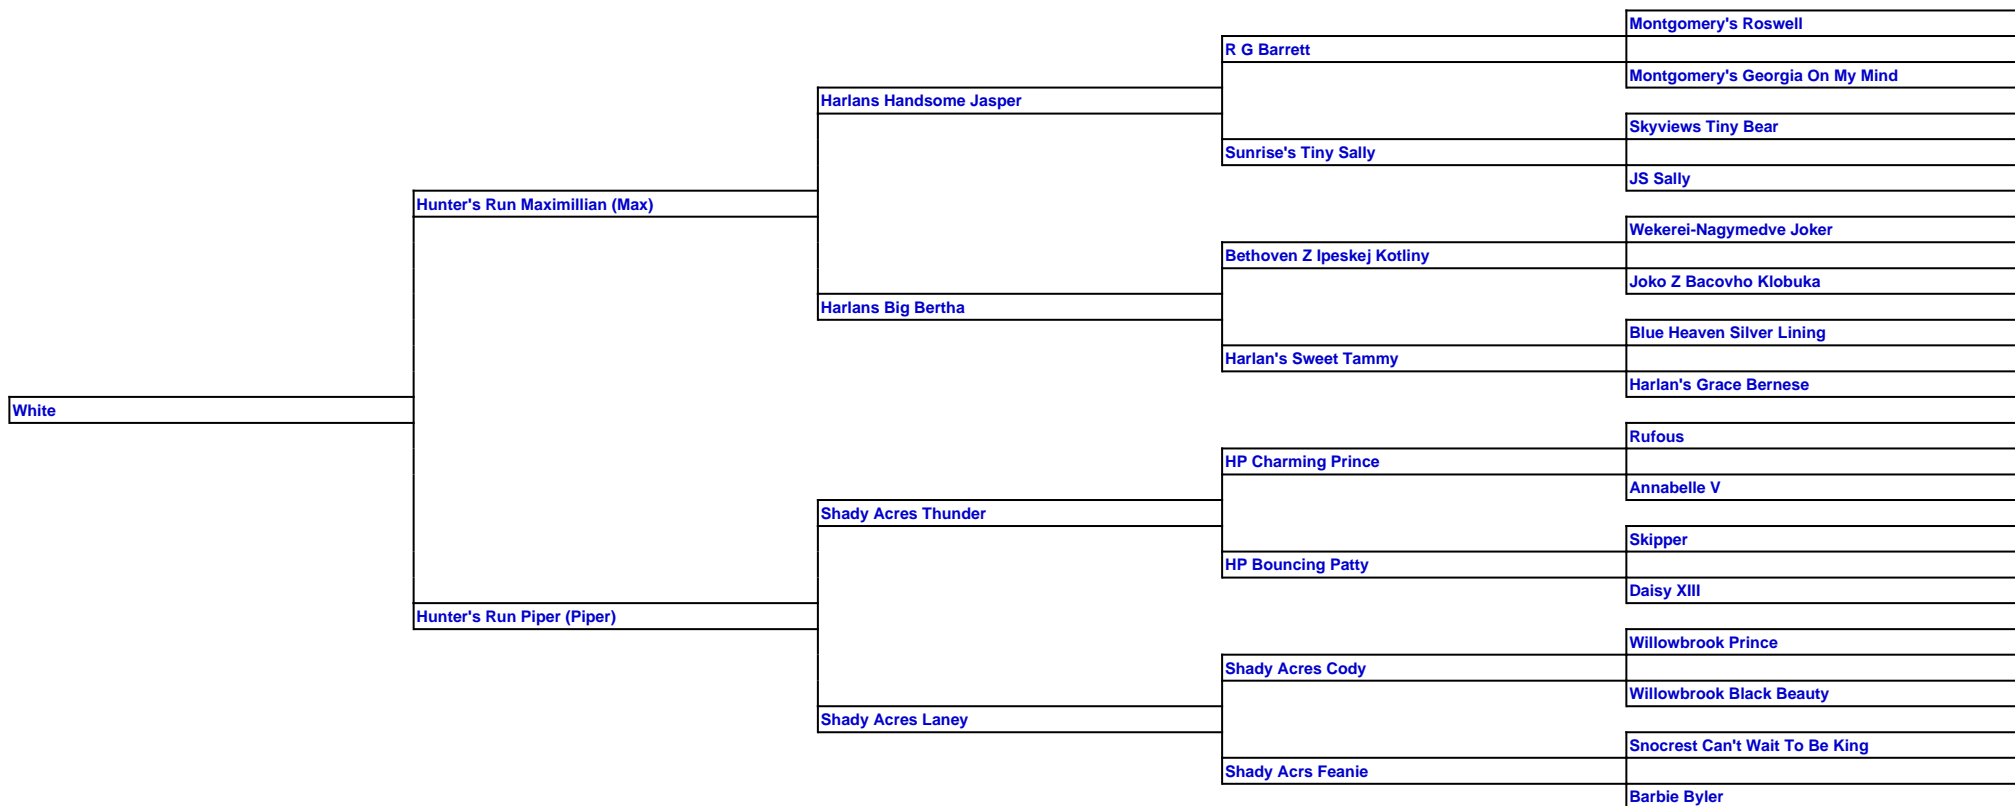 Montgomery's Roswell
R G Barrett
Montgomery's Georgia On My Mind
Harlans Handsome Jasper
Skyviews Tiny Bear
Sunrise's Tiny Sally
JS Sally
Hunter's Run Maximillian (Max)
Wekerei-Nagymedve Joker
Bethoven Z Ipeskej Kotliny
Joko Z Bacovho Klobuka
Harlans Big Bertha
Blue Heaven Silver Lining
Harlan's Sweet Tammy
Harlan's Grace Bernese
White
Rufous
HP Charming Prince
Annabelle V
Shady Acres Thunder
Skipper
HP Bouncing Patty
Daisy XIII
Hunter's Run Piper (Piper)
Willowbrook Prince
Shady Acres Cody
Willowbrook Black Beauty
Shady Acres Laney
Snocrest Can't Wait To Be King
Shady Acrs Feanie
Barbie Byler